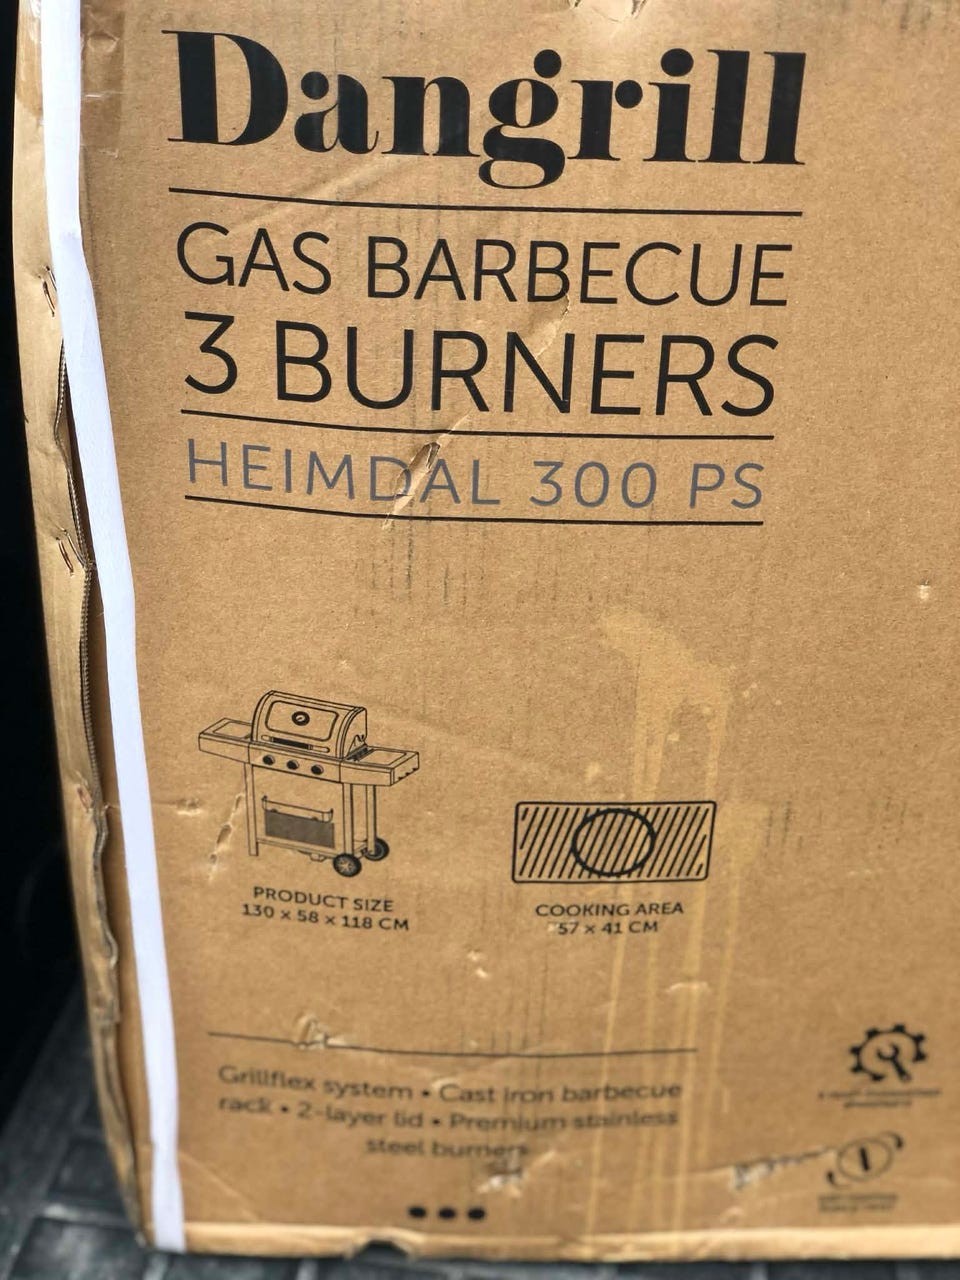 Dangrill
GAS BARBECUE
3 BURNERS
HEIMDAL 300 PS
PRODUCT SIZE
130 x 58 x 118 CM
COOKING AREA
57 x 41 CM
Grillflex system • Cast iron barbecue
rack • 2-layer lid • Premium stainless
steel burners